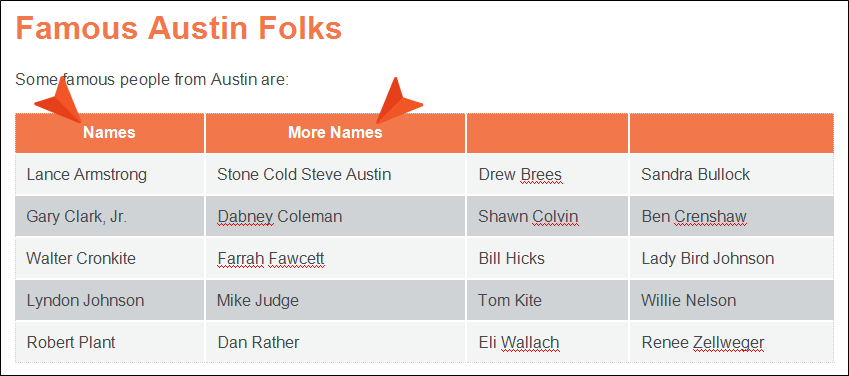 Famous Austin Folks
Some famous people from Austin are:
Names More Names
Lance Armstrong Stone Cold Steve Austin Drew Brees Sandra Bullock
Gary Clark, Jr. Dabney Coleman Shawn Colvin Ben Crenshaw
Walter Cronkite Farrah Fawcett Bill Hicks Lady Bird Johnson
Lyndon Johnson Mike Judge Tom Kite Willie Nelson
Robert Plant Dan Rather Eli Wallach Renee Zellweger